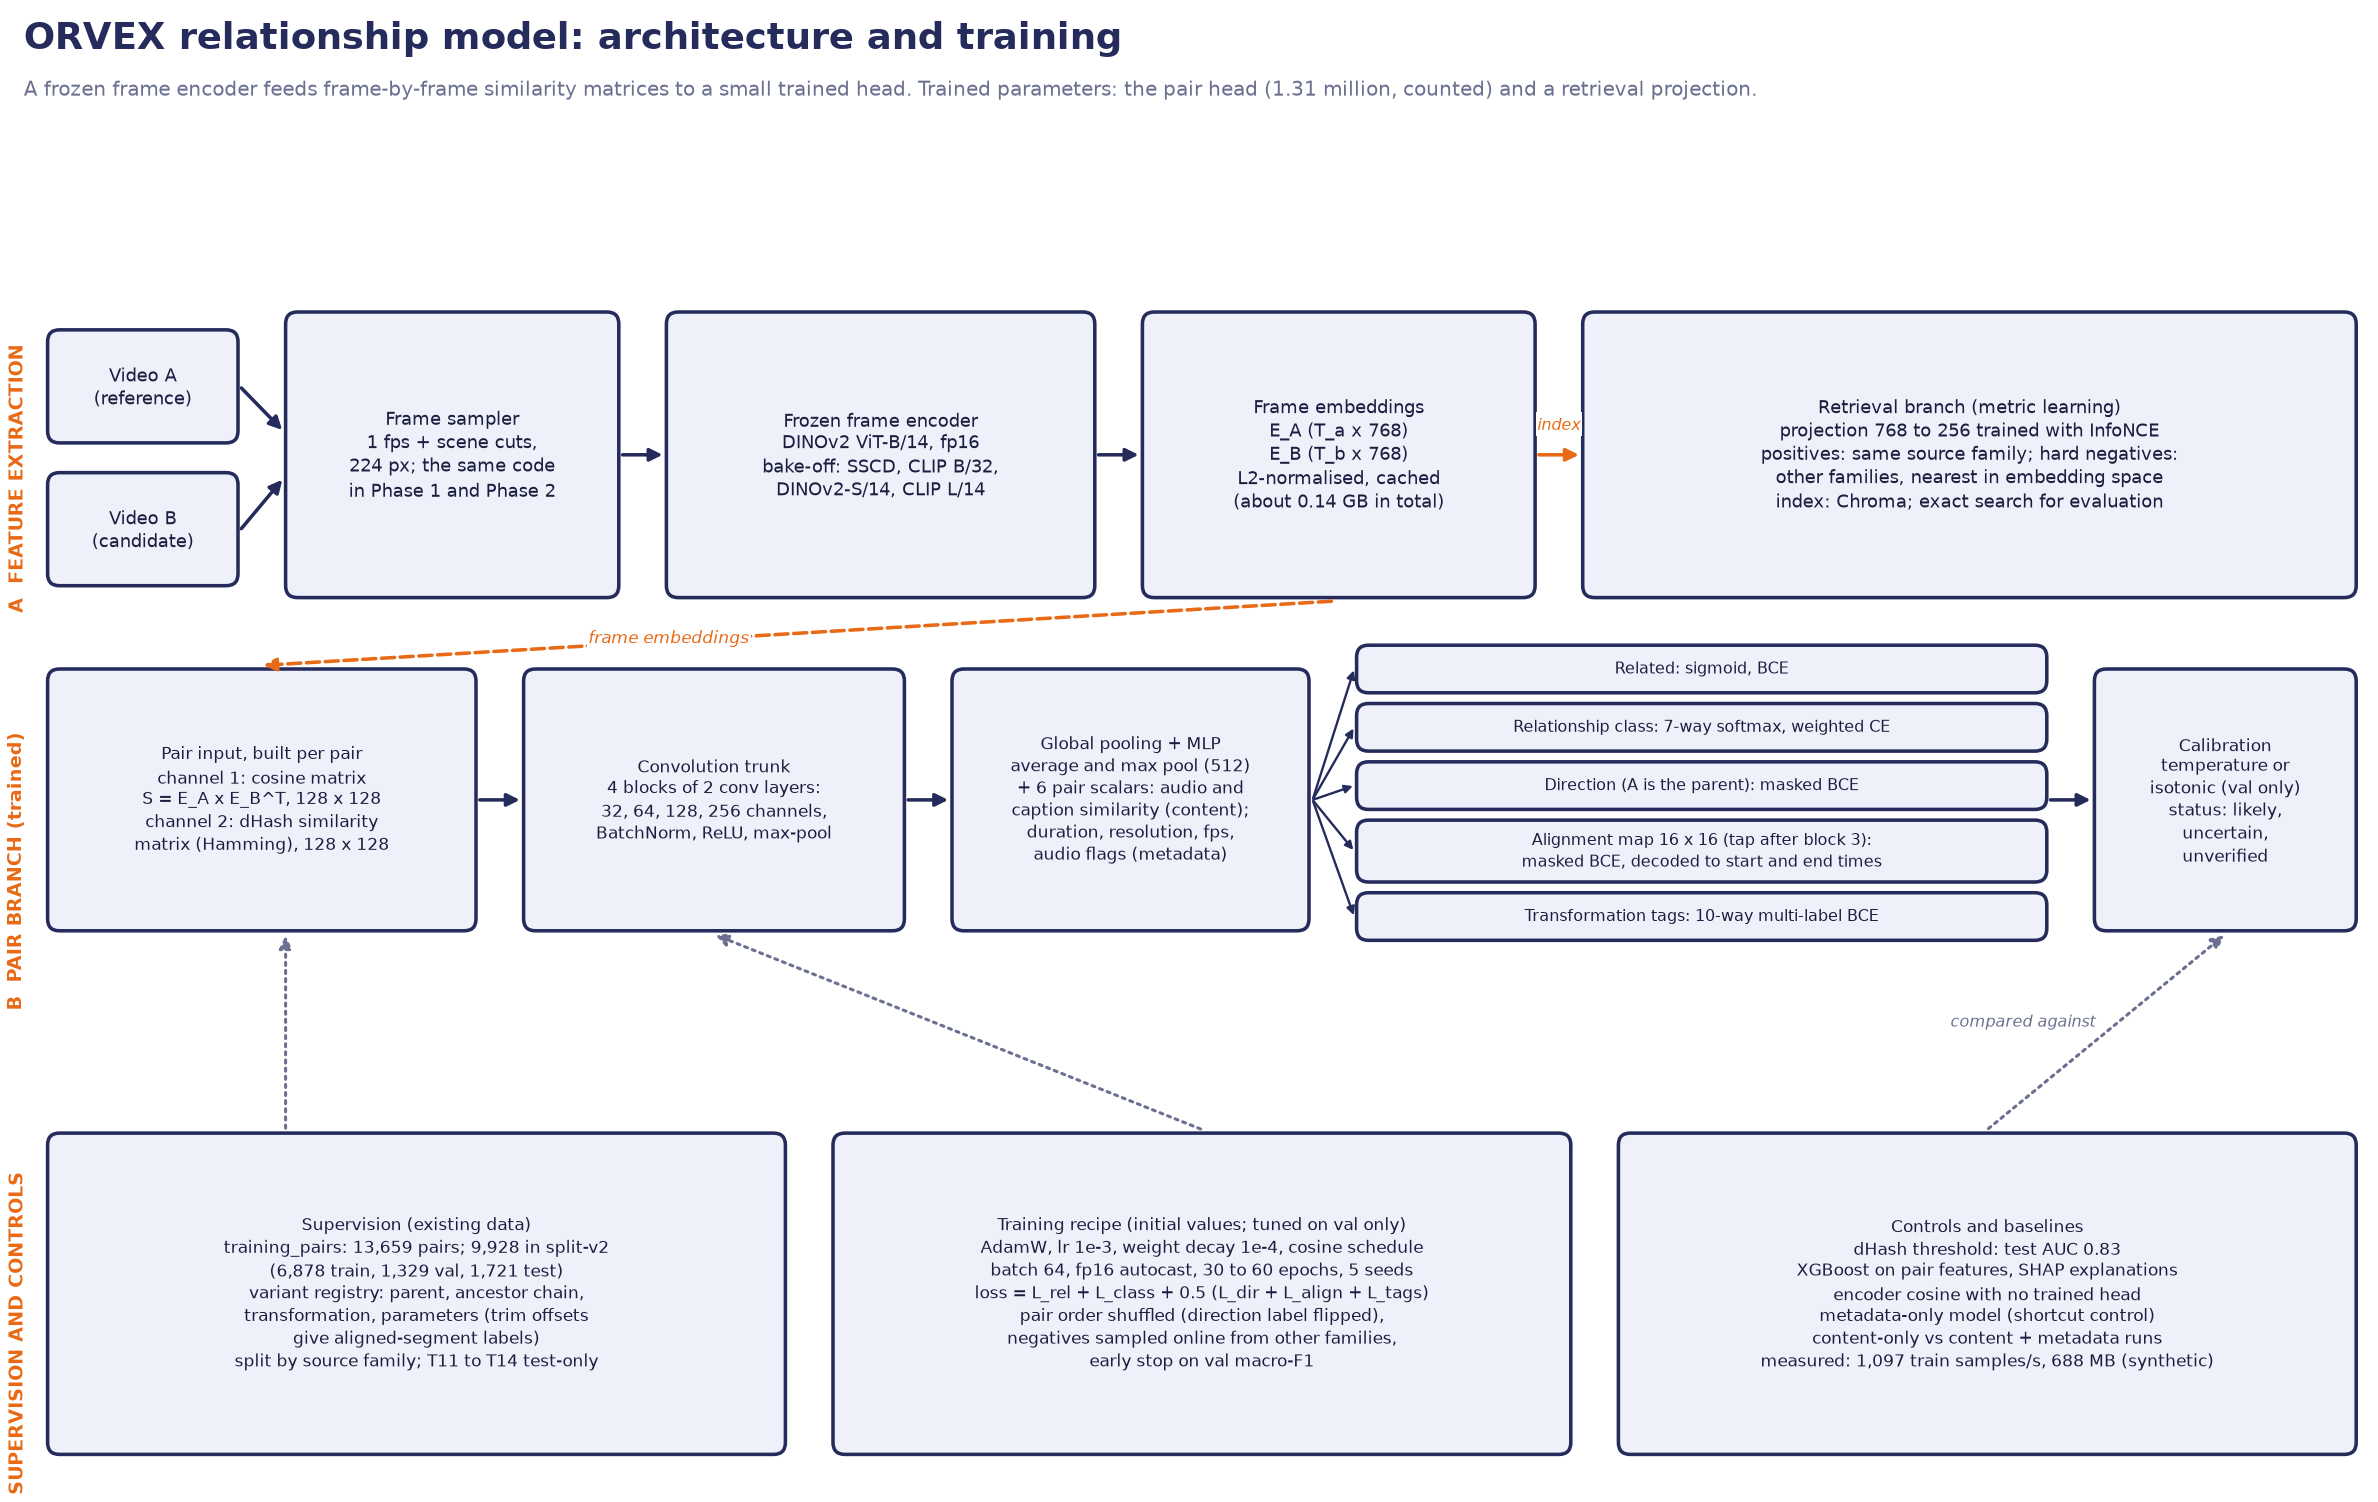 ORVEX relationship model: architecture and training
A frozen frame encoder feeds frame-by-frame similarity matrices to a small trained head. Trained parameters: the pair head (1.31 million, counted) and a retrieval projection.
A FEATURE EXTRACTION
Video A
(reference)
Video B
(candidate)
Frame sampler
1 fps + scene cuts,
224 px; the same code
in Phase 1 and Phase 2
Frozen frame encoder
DINOv2 ViT-B/14, fp16
bake-off: SSCD, CLIP B/32,
DINOv2-S/14, CLIP L/14
Frame embeddings
E_A (T_a x 768)
E_B (T_b x 768)
L2-normalised, cached
(about 0.14 GB in total)
index
Retrieval branch (metric learning)
projection 768 to 256 trained with InfoNCE
positives: same source family; hard negatives:
other families, nearest in embedding space
index: Chroma; exact search for evaluation
frame embeddings
B PAIR BRANCH (trained)
Pair input, built per pair
channel 1: cosine matrix
S = E_A x E_B^T, 128 x 128
channel 2: dHash similarity
matrix (Hamming), 128 x 128
Convolution trunk
4 blocks of 2 conv layers:
32, 64, 128, 256 channels,
BatchNorm, ReLU, max-pool
Global pooling + MLP
average and max pool (512)
+ 6 pair scalars: audio and
caption similarity (content);
duration, resolution, fps,
audio flags (metadata)
Related: sigmoid, BCE
Relationship class: 7-way softmax, weighted CE
Direction (A is the parent): masked BCE
Alignment map 16 x 16 (tap after block 3):
masked BCE, decoded to start and end times
Transformation tags: 10-way multi-label BCE
Calibration
temperature or
isotonic (val only)
status: likely,
uncertain,
unverified
compared against
SUPERVISION AND CONTROLS
Supervision (existing data)
training_pairs: 13,659 pairs; 9,928 in split-v2
(6,878 train, 1,329 val, 1,721 test)
variant registry: parent, ancestor chain,
transformation, parameters (trim offsets
give aligned-segment labels)
split by source family; T11 to T14 test-only
Training recipe (initial values; tuned on val only)
AdamW, lr 1e-3, weight decay 1e-4, cosine schedule
batch 64, fp16 autocast, 30 to 60 epochs, 5 seeds
loss = L_rel + L_class + 0.5 (L_dir + L_align + L_tags)
pair order shuffled (direction label flipped),
negatives sampled online from other families,
early stop on val macro-F1
Controls and baselines
dHash threshold: test AUC 0.83
XGBoost on pair features, SHAP explanations
encoder cosine with no trained head
metadata-only model (shortcut control)
content-only vs content + metadata runs
measured: 1,097 train samples/s, 688 MB (synthetic)